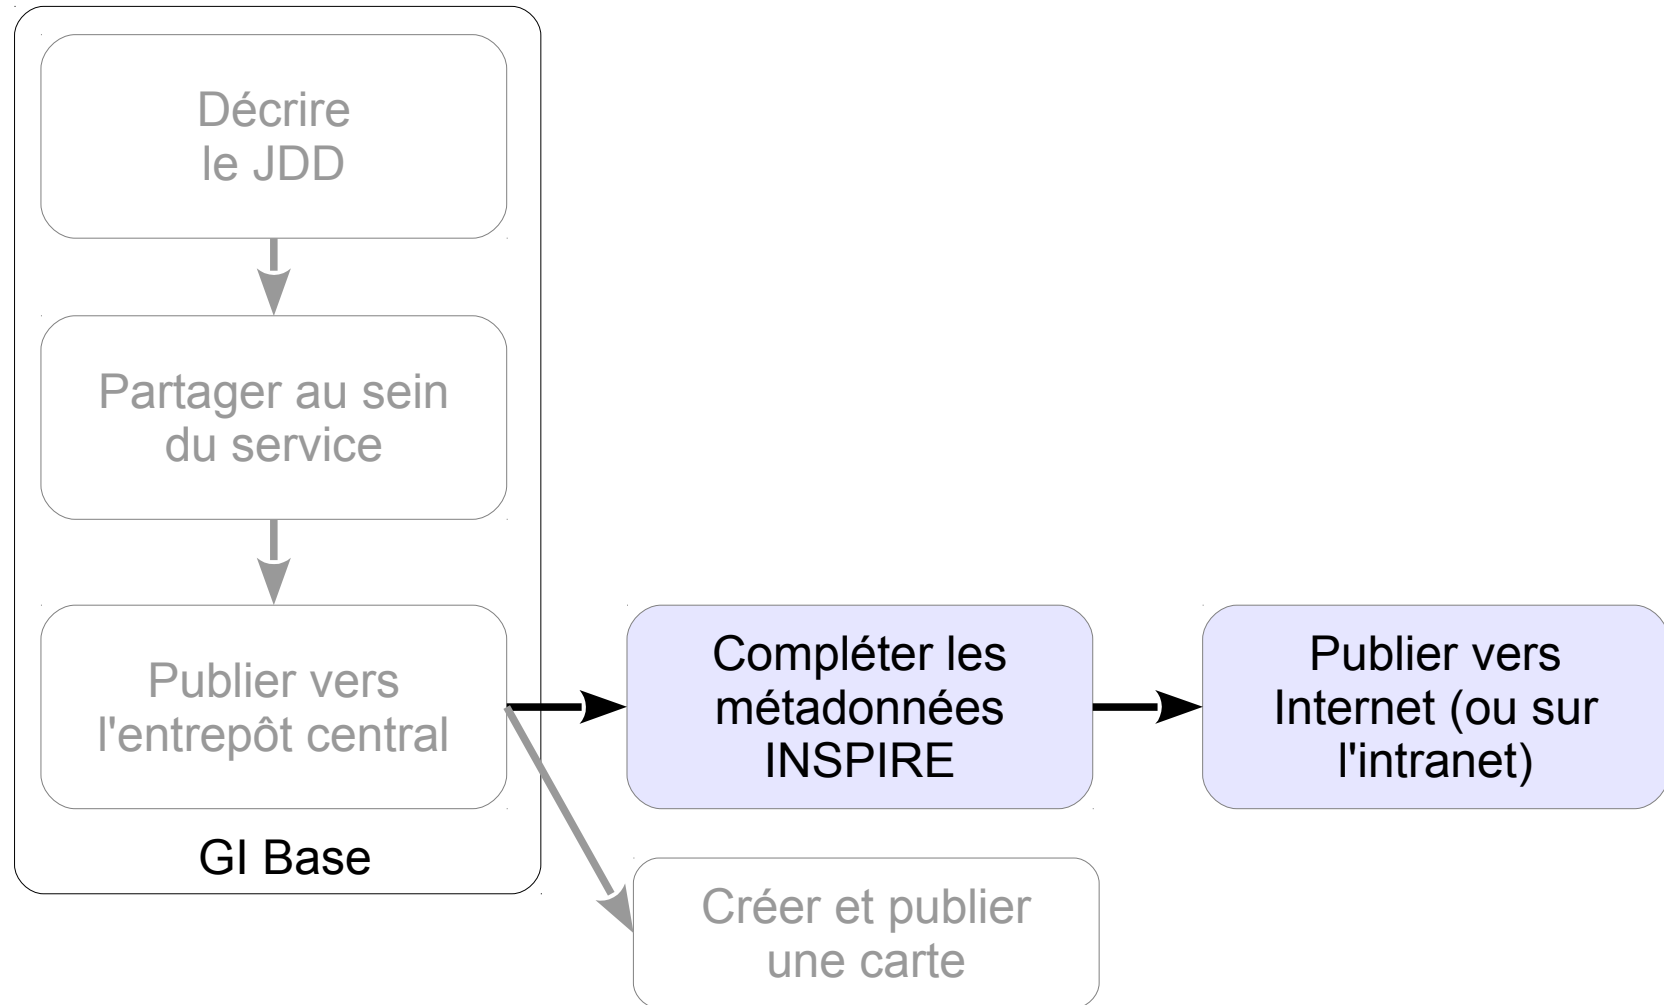 Décrire
le JDD
Partager au sein
du service
Publier vers
l'entrepôt central
GI Base
Compléter les
métadonnées
INSPIRE
Publier vers
Internet (ou sur
l'intranet)
Créer et publier
une carte